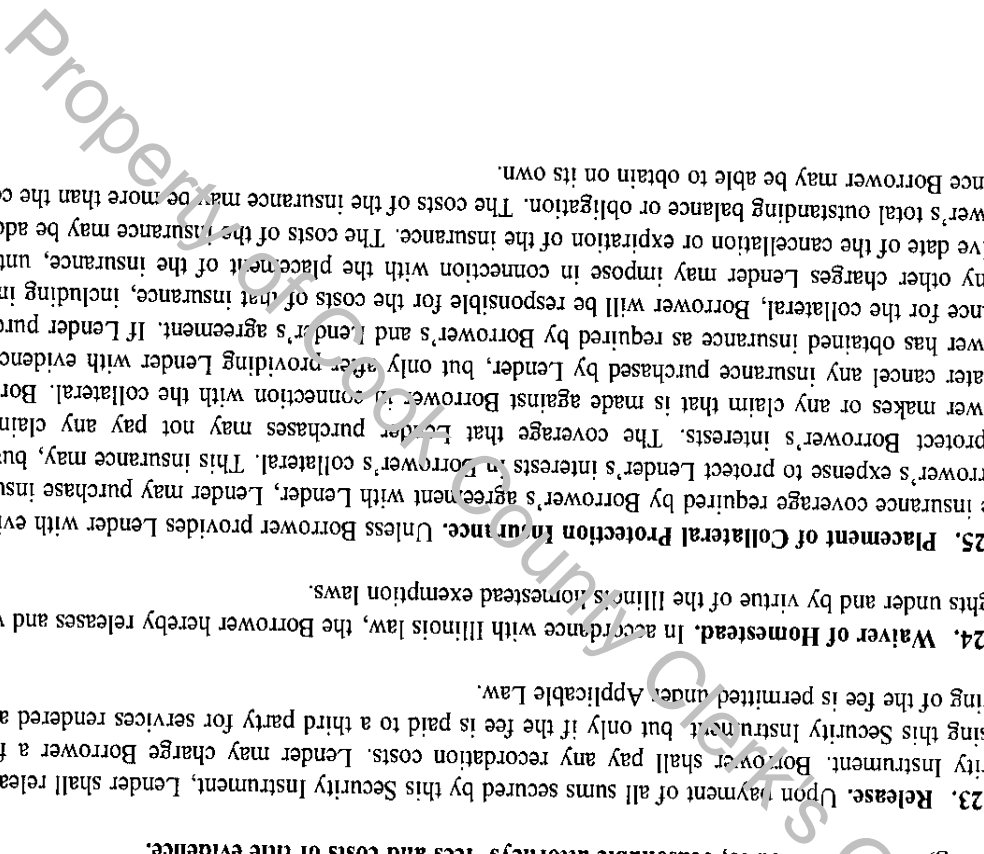 reasonable attorneys' fees and costs of title evidence.
23. Release. Upon payment of all sums secured by this Security Instrument, Lender shall relea
rity Instrument. Borrower shall pay any recordation costs. Lender may charge Borrower a f
sing this Security Instrument, but only if the fee is paid to a third party for services rendered a
ing of the fee is permitted under Applicable Law.
24. Waiver of Homestead. In accordance with Illinois law, the Borrower hereby releases and
ghts under and by virtue of the Illinois homestead exemption laws.
25. Placement of Collateral Protection Insurance. Unless Borrower provides Lender with evi
e insurance coverage required by Borrower's agreement with Lender, Lender may purchase insu
rrower's expense to protect Lender's interests in Borrower's collateral. This insurance may, bu
protect Borrower's interests. The coverage that Lender purchases may not pay any claim
wer makes or any claim that is made against Borrower in connection with the collateral. Bor
ater cancel any insurance purchased by Lender, but only after providing Lender with evidenc
wer has obtained insurance as required by Borrower's and Lender's agreement. If Lender purc
nce for the collateral, Borrower will be responsible for the costs of that insurance, including in
ny other charges Lender may impose in connection with the placement of the insurance, unt
ive date of the cancellation or expiration of the insurance. The costs of the insurance may be add
wer's total outstanding balance or obligation. The costs of the insurance may be more than the co
nce Borrower may be able to obtain on its own.
Property of Cook County Clerk's O